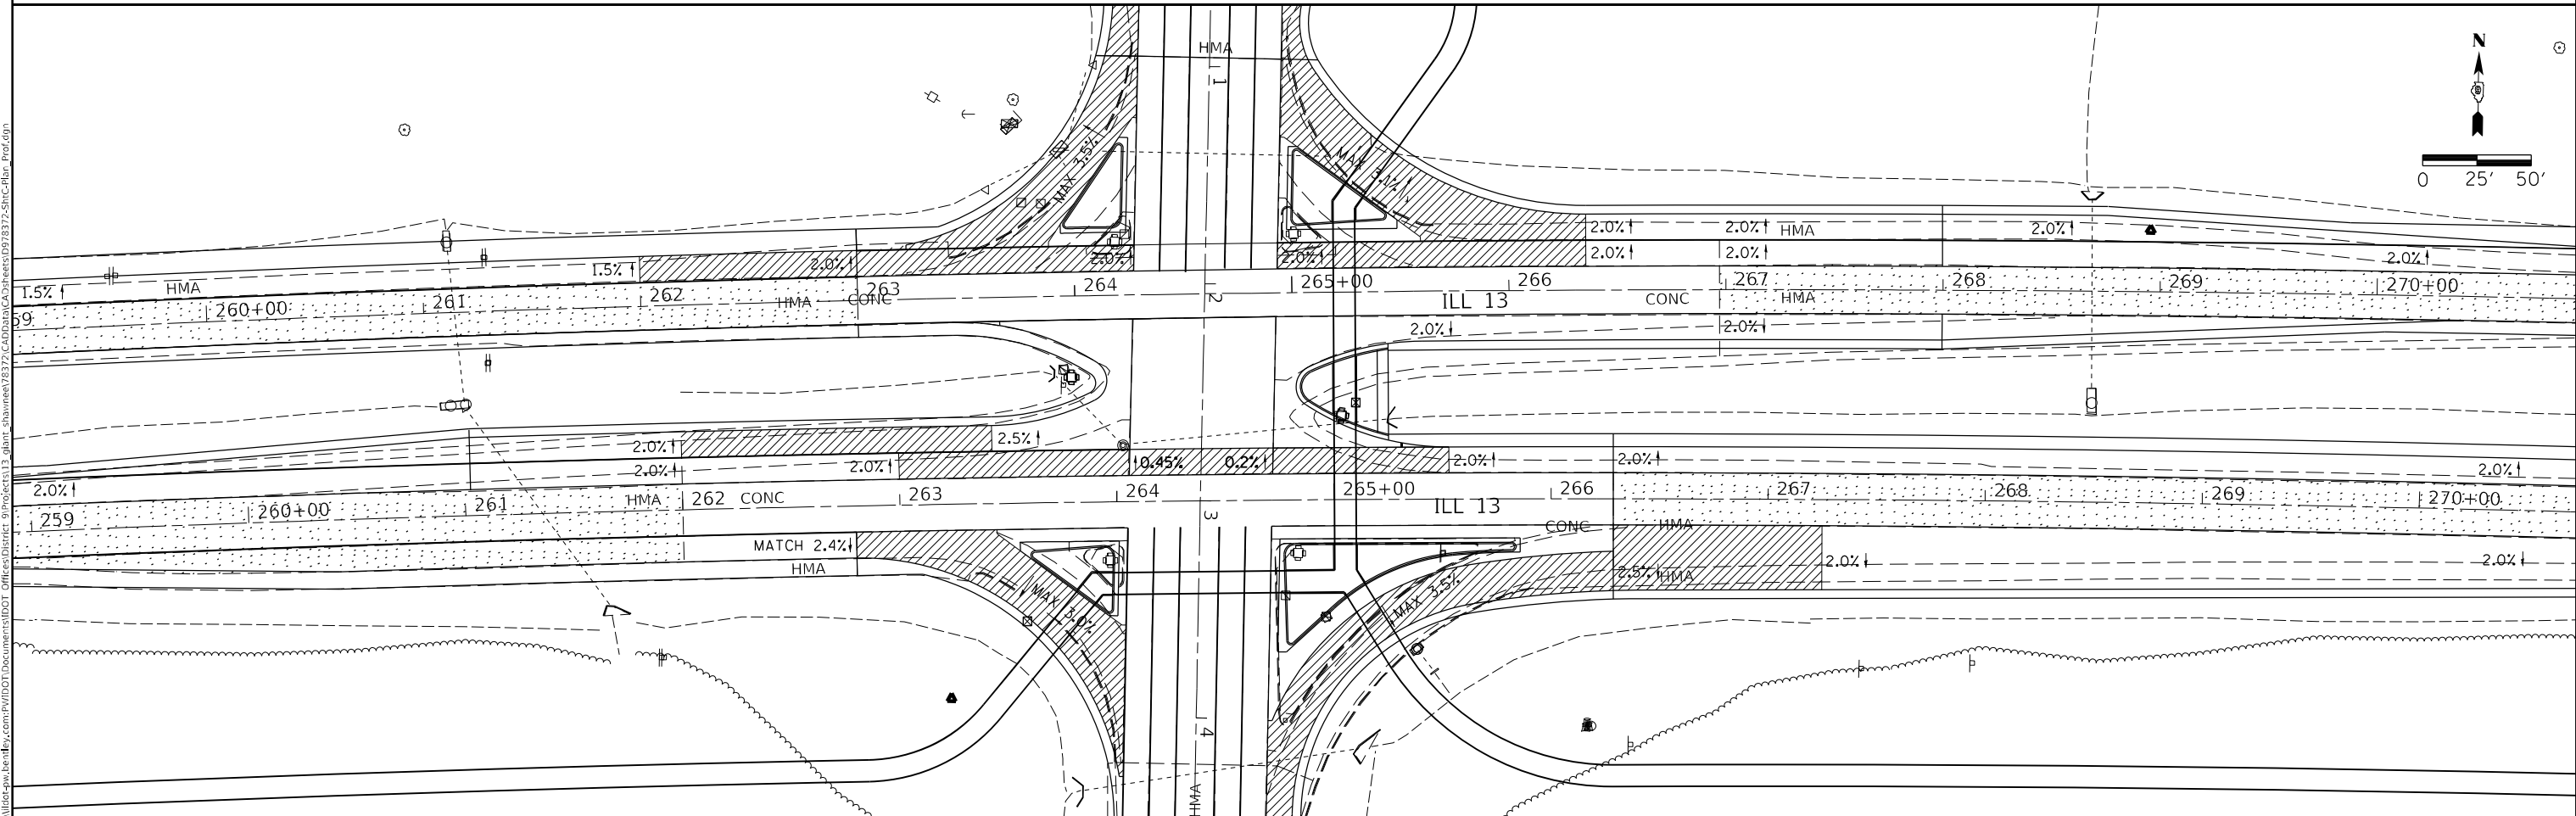 HMA
1
N
0 25' 50'
MAX 3.5%
MAX 3.1%
2.0% 2.0% HMA 2.0%
1.5% 2.0% 2.0% 2.0% 2.0% 2.0% 2.0%
1.5% HMA
59 260+00 261 262 HMA CONC 263 264 2 265+00 ILL 13 266 CONC 267 HMA 268 269 270+00
2.0% 2.0%
2.0% 2.5%
2.0% 2.0% 0.45% 0.2% 2.0% 2.0% 2.0%
2.0%
259 260+00 261 HMA 262 CONC 263 264 3 265+00 ILL 13 266 267 268 269 270+00
CONC HMA
MATCH 2.4%
HMA
2.0% 2.0%
2.5% HMA
MAX 3.0%
MAX 3.5%
4
HMA